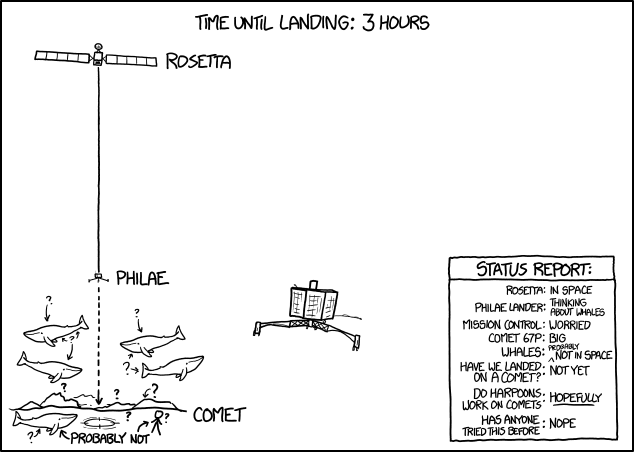 TIME UNTIL LANDING: 3 HOURS
ROSETTA
PHILAE
?
?
?
?
?
?
?
?
?
?
?
?
COMET
PROBABLY NOT
STATUS REPORT:
ROSETTA: IN SPACE
PHILAE LANDER: THINKING
ABOUT WHALES
MISSION CONTROL: WORRIED
COMET 67P: BIG
WHALES: PROBABLY
^NOT IN SPACE
HAVE WE LANDED
ON A COMET?: NOT YET
DO HARPOONS
WORK ON COMETS: HOPEFULLY
HAS ANYONE
TRIED THIS BEFORE: NOPE